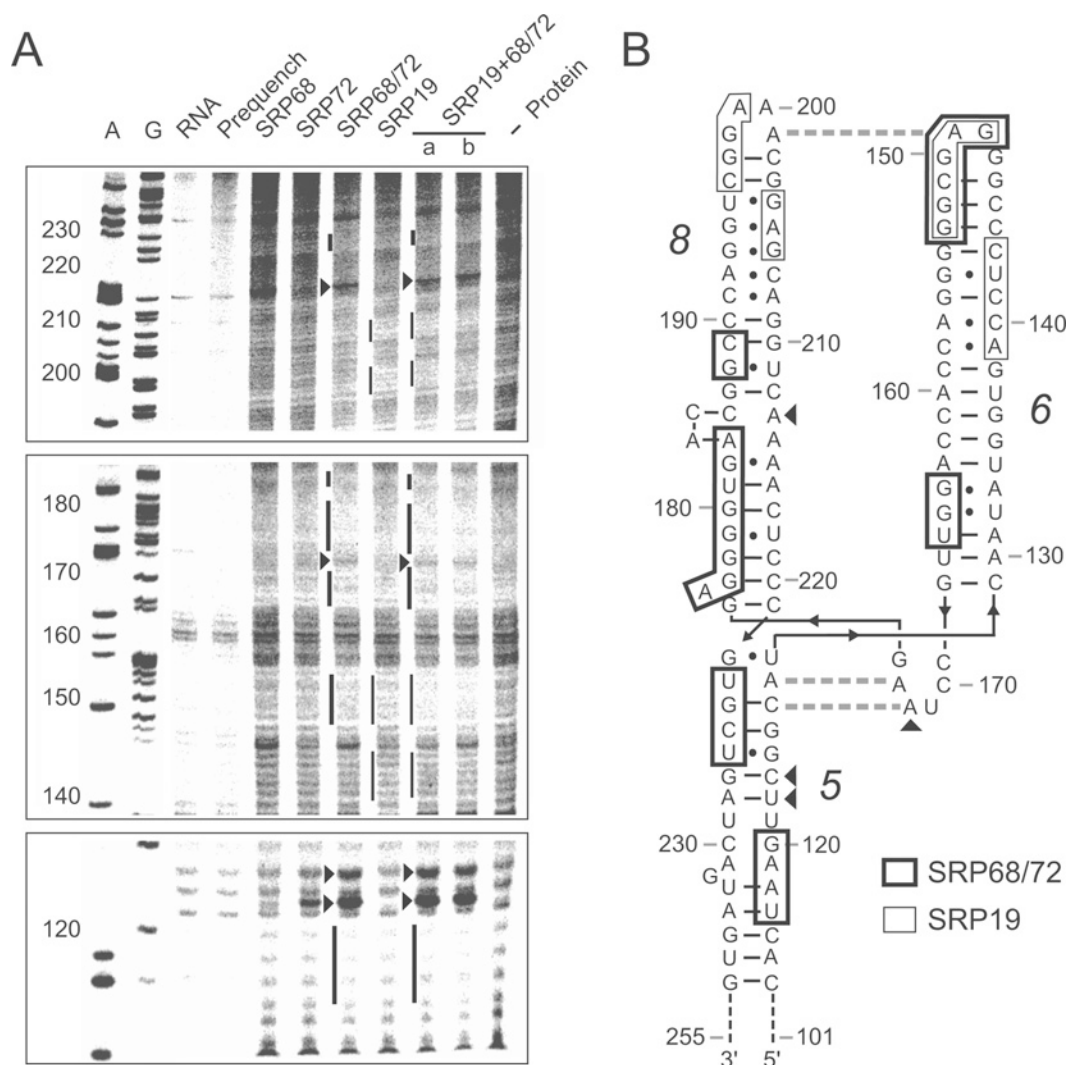 A
A G RNA Prequench SRP68 SRP72 SRP68/72 SRP19 SRP19+68/72 – Protein
a b
230
220
210
200
180
170
160
150
140
120
B
A A 200
G A A G
G C 150 G G
C G C G
U G G C
G A G C
8 G G G C
A C G U
C A G C
190 C G A C 140
C G 210 C A
G U C G
G C 160 A U 6
C C A C G
A A A C G
G A A U
U A G A
180 G C G U
G U U A
G C U A 130
A G C 220 G C
G C
G U G C
U A A C 170
G C A U
C G
U G
G C 5
A U
U U
230 C G 120
A A
G U A
A U
G C
U A
G C
255 101
3' 5'
SRP68/72
SRP19